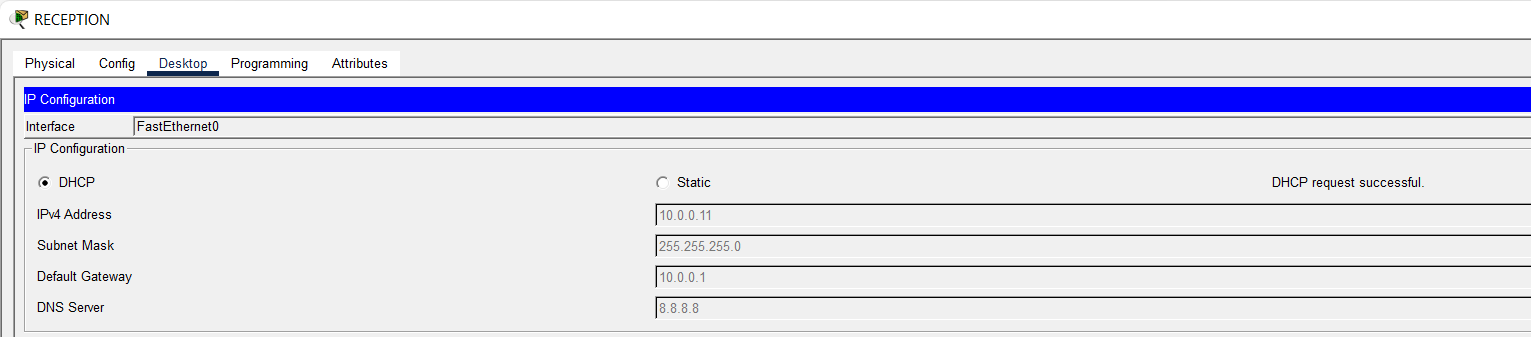 RECEPTION
Physical Config Desktop Programming Attributes
IP Configuration
Interface FastEthernet0
IP Configuration
DHCP Static DHCP request successful.
IPv4 Address 10.0.0.11
Subnet Mask 255.255.255.0
Default Gateway 10.0.0.1
DNS Server 8.8.8.8